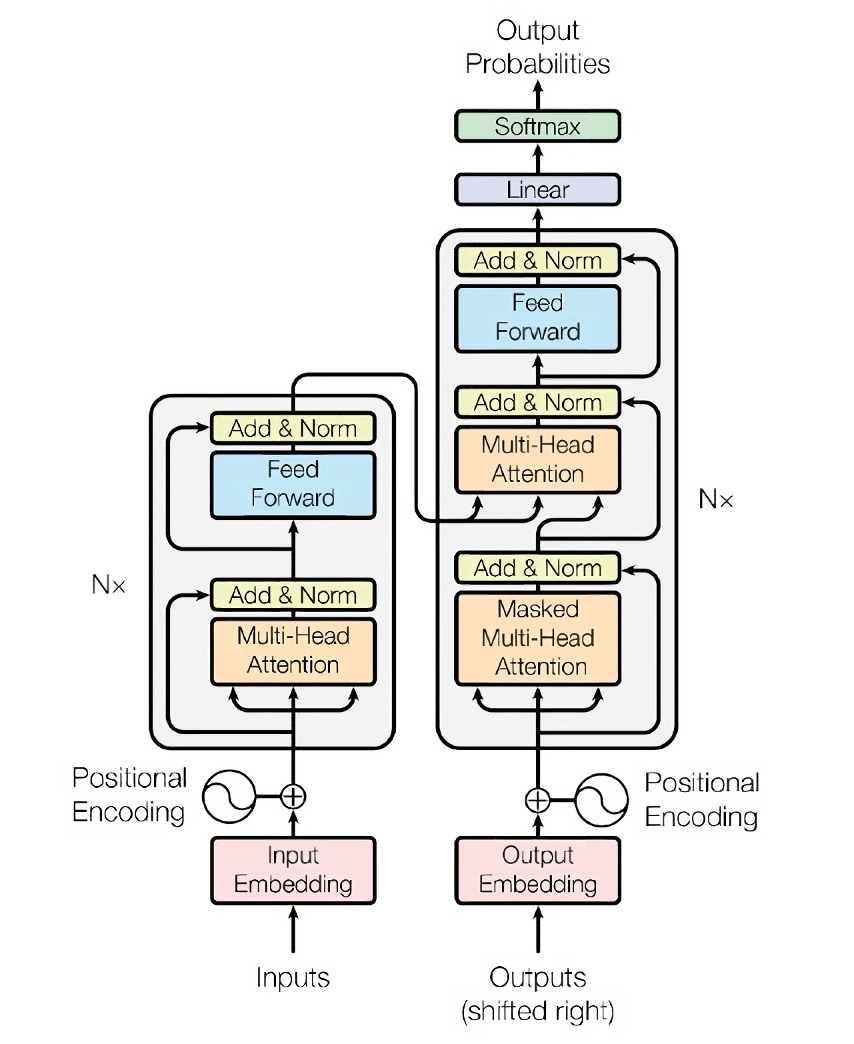 Output
Probabilities
Softmax
Linear
Add & Norm
Feed
Forward
Add & Norm
Multi-Head
Attention
Add & Norm
Masked
Multi-Head
Attention
N×
Add & Norm
Feed
Forward
Add & Norm
Multi-Head
Attention
N×
Positional
Encoding
Positional
Encoding
Input
Embedding
Output
Embedding
Inputs
Outputs
(shifted right)